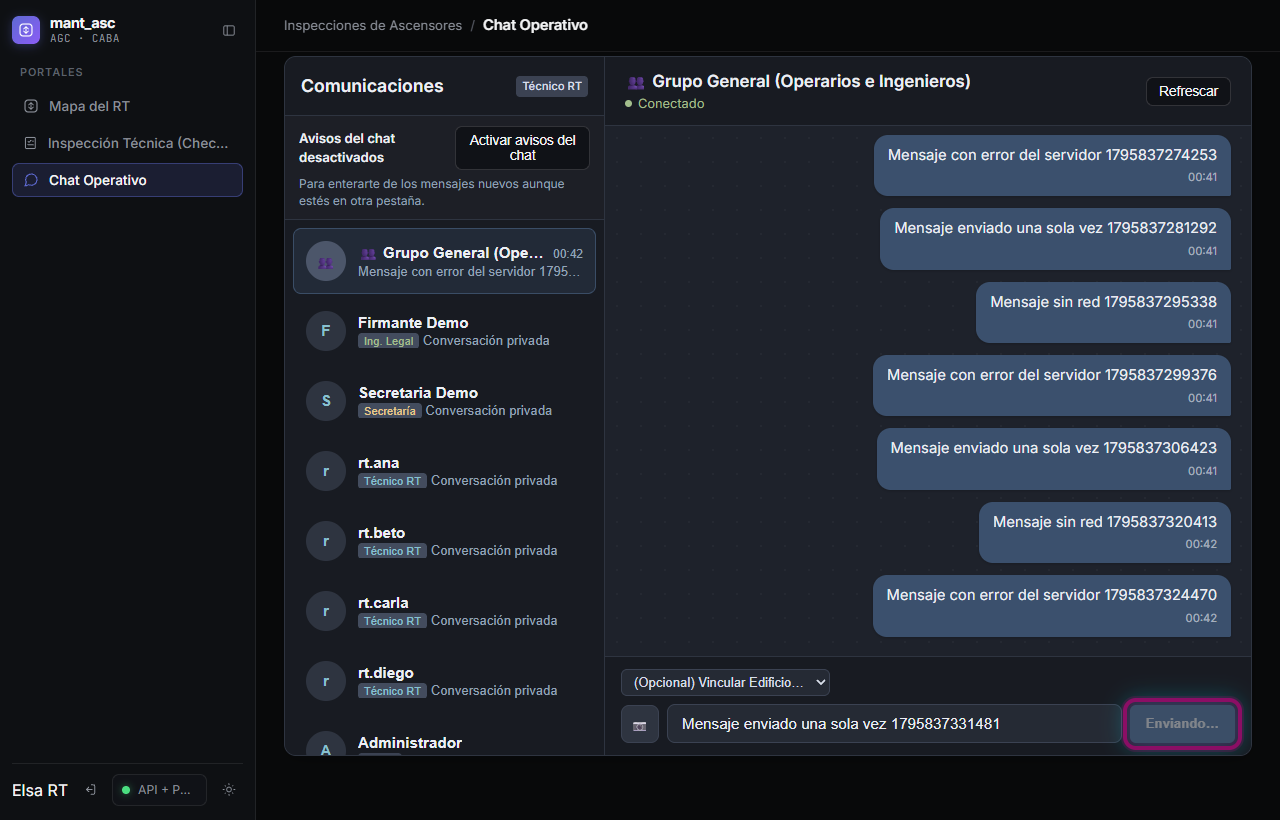 mant_asc
AGC · CABA
PORTALES
Mapa del RT
Inspección Técnica (Chec...
Chat Operativo
Elsa RT
API + P...
Inspecciones de Ascensores / Chat Operativo
Comunicaciones
Técnico RT
Avisos del chat
desactivados
Activar avisos del
chat
Para enterarte de los mensajes nuevos aunque
estés en otra pestaña.
Grupo General (Ope... 00:42
Mensaje con error del servidor 1795...
F
Firmante Demo
Ing. Legal Conversación privada
S
Secretaria Demo
Secretaría Conversación privada
r
rt.ana
Técnico RT Conversación privada
r
rt.beto
Técnico RT Conversación privada
r
rt.carla
Técnico RT Conversación privada
r
rt.diego
Técnico RT Conversación privada
A
Administrador
Grupo General (Operarios e Ingenieros)
Conectado
Refrescar
Mensaje con error del servidor 1795837274253
00:41
Mensaje enviado una sola vez 1795837281292
00:41
Mensaje sin red 1795837295338
00:41
Mensaje con error del servidor 1795837299376
00:41
Mensaje enviado una sola vez 1795837306423
00:41
Mensaje sin red 1795837320413
00:42
Mensaje con error del servidor 1795837324470
00:42
(Opcional) Vincular Edificio...
Mensaje enviado una sola vez 1795837331481
Enviando...